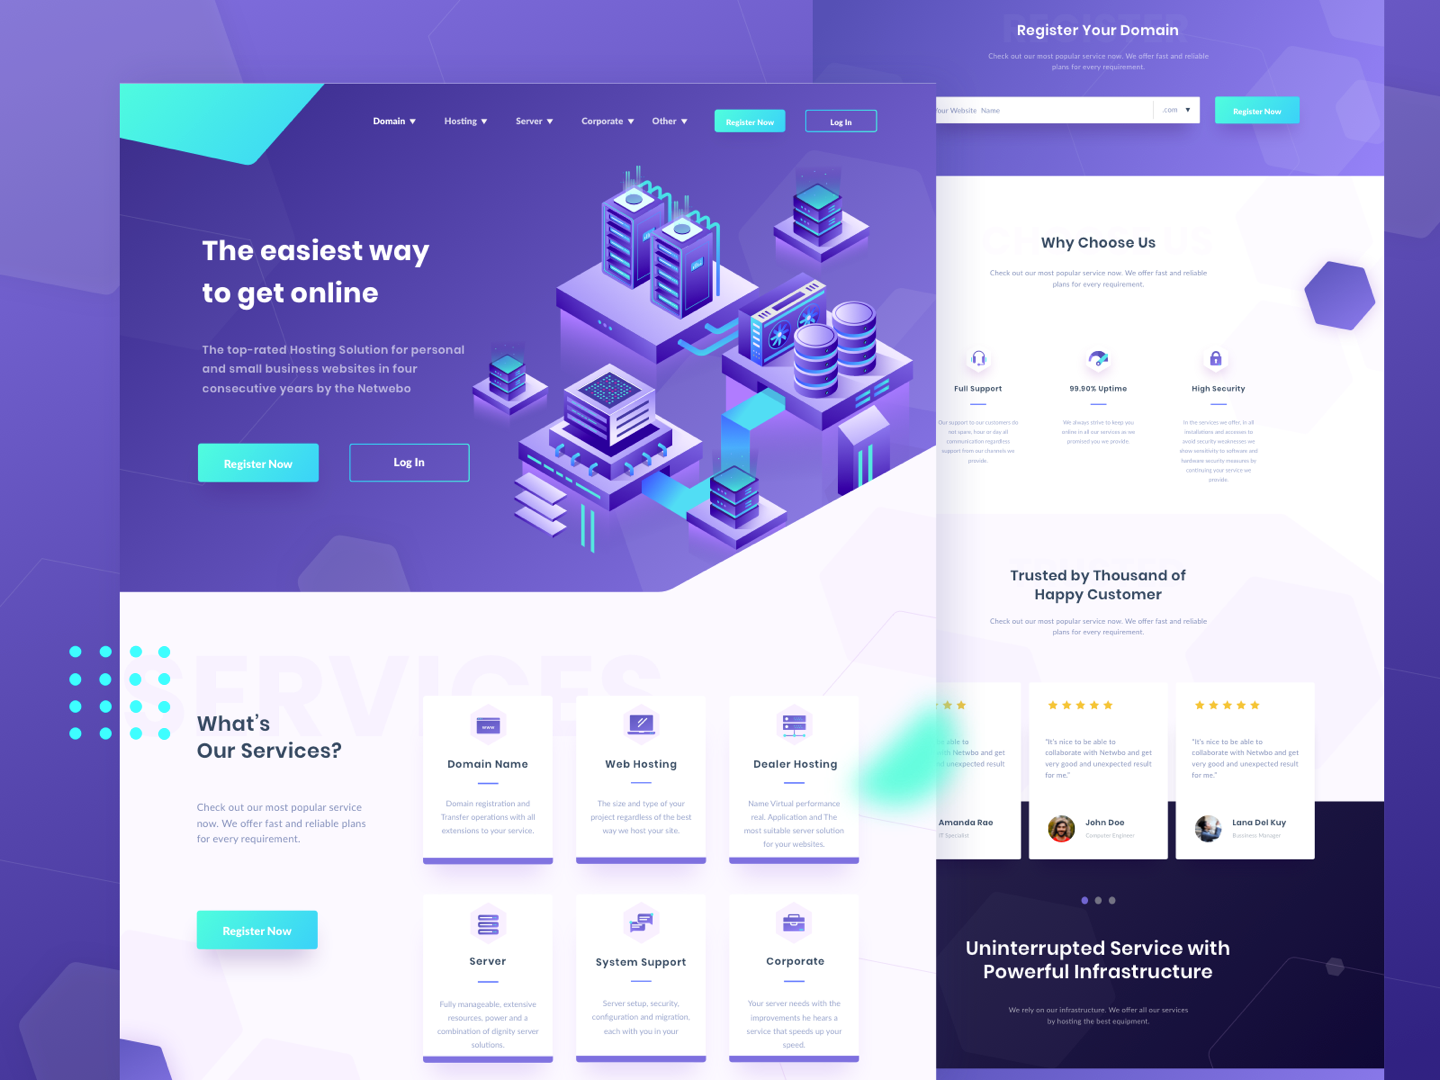 Domain
Hosting
Server
Corporate
Other
Register Now
Log In
The easiest way
to get online
The top-rated Hosting Solution for personal
and small business websites in four
consecutive years by the Netwebo
Register Now
Log In
SERVICES
What's
Our Services?
Check out our most popular service
now. We offer fast and reliable plans
for every requirement.
Register Now
www
Domain Name
Domain registration and
Transfer operations with all
extensions to your service.
Web Hosting
The size and type of your
project regardless of the best
way we host your site.
Dealer Hosting
Name Virtual performance
real. Application and The
most suitable server solution
for your websites.
Server
Fully manageable, extensive
resources, power and a
combination of dignity server
solutions.
System Support
Server setup, security,
configuration and migration,
each with you in your
Corporate
Your server needs with the
improvements he hears a
service that speeds up your
speed.
REGISTER
Register Your Domain
Check out our most popular service now. We offer fast and reliable
plans for every requirement.
Your Website Name
.com
Register Now
US
Why Choose Us
Check out our most popular service now. We offer fast and reliable
plans for every requirement.
Full Support
Our support to our customers do
not spare, hour or day all
communication regardless
support from our channels we
provide.
99.90% Uptime
We always strive to keep you
online in all our services as we
promised you we provide.
High Security
In the services we offer, in all
installations and accesses to
avoid security weaknesses we
show sensitivity to software and
hardware security measures by
continuing your service we
provide.
Trusted by Thousand of
Happy Customer
Check out our most popular service now. We offer fast and reliable
plans for every requirement.
able to
with Netwbo and get
unexpected result
Amanda Rae
IT Specialist
"It's nice to be able to
collaborate with Netwbo and get
very good and unexpected result
for me."
John Doe
Computer Engineer
"It's nice to be able to
collaborate with Netwbo and get
very good and unexpected result
for me."
Lana Del Kuy
Bussiness Manager
Uninterrupted Service with
Powerful Infrastructure
We rely on our infrastructure. We offer all our services
by hosting the best equipment.